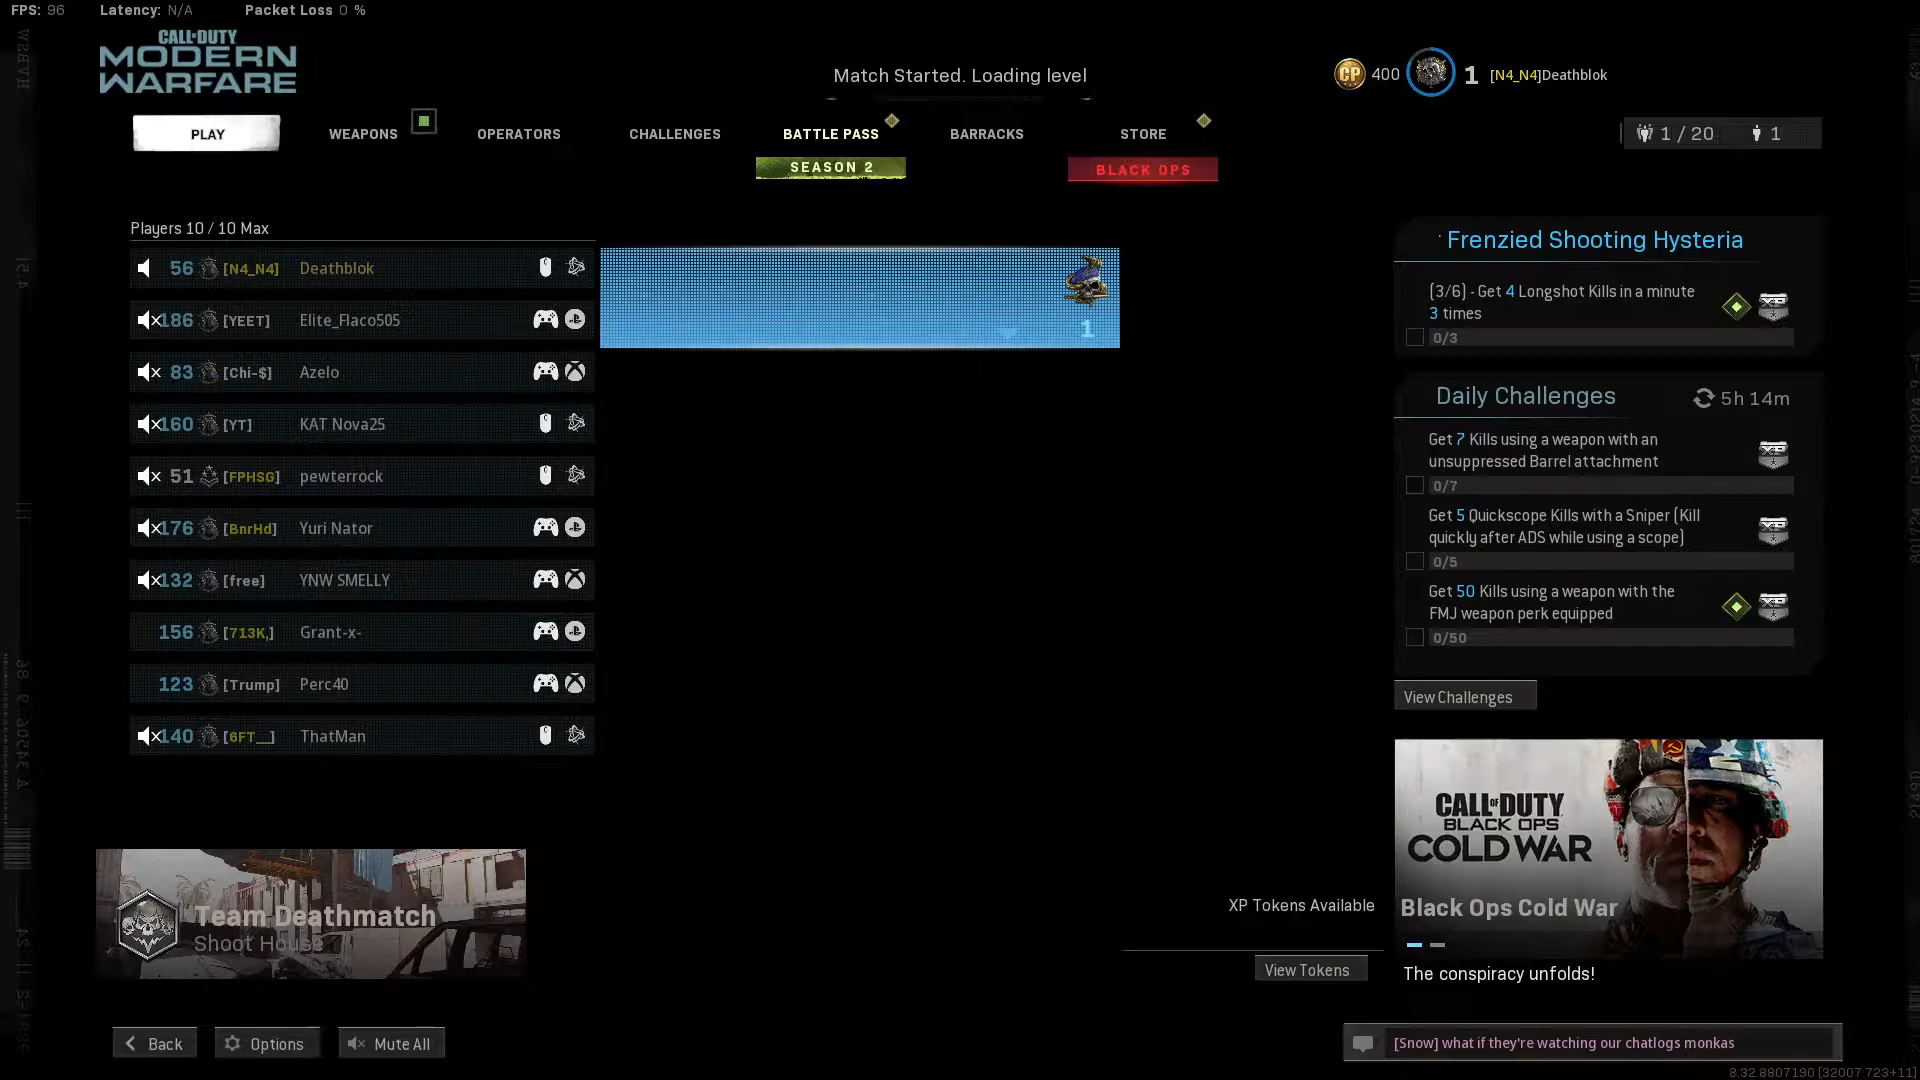 FPS: 96
Latency: N/A
Packet Loss 0 %
CALL OF DUTY
MODERN
WARFARE
Match Started. Loading level
CP 400
1 [N4_N4]Deathblok
PLAY
WEAPONS
OPERATORS
CHALLENGES
BATTLE PASS
SEASON 2
BARRACKS
STORE
BLACK OPS
1 / 20
1
Players 10 / 10 Max
56 [N4_N4] Deathblok
186 [YEET] Elite_Flaco505
83 [Chi-$] Azelo
160 [YT] KAT Nova25
51 [FPHSG] pewterrock
176 [BnrHd] Yuri Nator
132 [free] YNW SMELLY
156 [713K,] Grant-x-
123 [Trump] Perc40
140 [6FT__] ThatMan
1
Frenzied Shooting Hysteria
(3/6) - Get 4 Longshot Kills in a minute
3 times
0/3
Daily Challenges
5h 14m
Get 7 Kills using a weapon with an
unsuppressed Barrel attachment
0/7
Get 5 Quickscope Kills with a Sniper (Kill
quickly after ADS while using a scope)
0/5
Get 50 Kills using a weapon with the
FMJ weapon perk equipped
0/50
View Challenges
CALL OF DUTY
BLACK OPS
COLD WAR
Black Ops Cold War
The conspiracy unfolds!
Team Deathmatch
Shoot House
XP Tokens Available
View Tokens
Back
Options
Mute All
[Snow] what if they're watching our chatlogs monkas
8.32.8807190 [32007.723+11]